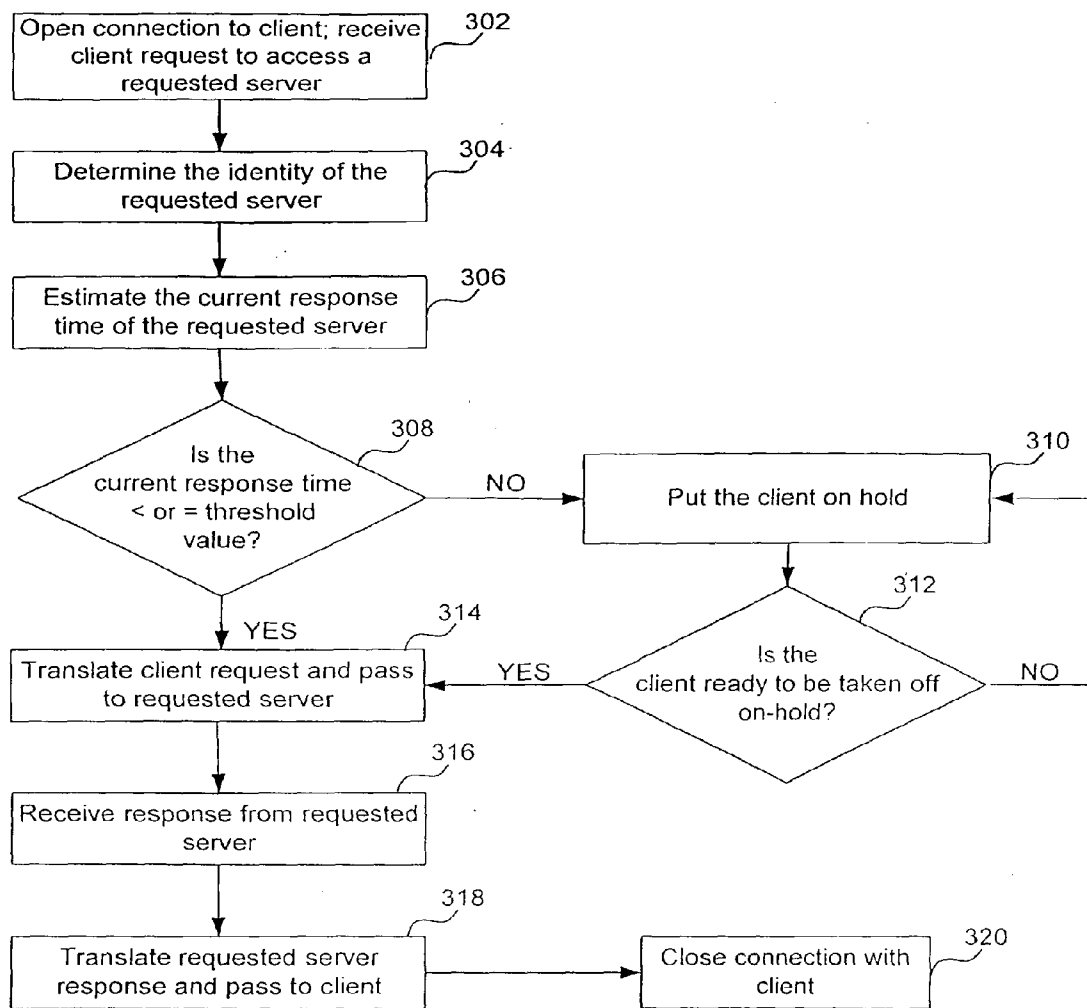 Open connection to client; receive
client request to access a
requested server
302
Determine the identity of the
requested server
304
Estimate the current response
time of the requested server
306
Is the
current response time
< or = threshold
value?
308
NO
YES
Put the client on hold
310
Is the
client ready to be taken off
on-hold?
312
YES
NO
Translate client request and pass
to requested server
314
Receive response from requested
server
316
Translate requested server
response and pass to client
318
Close connection with
client
320